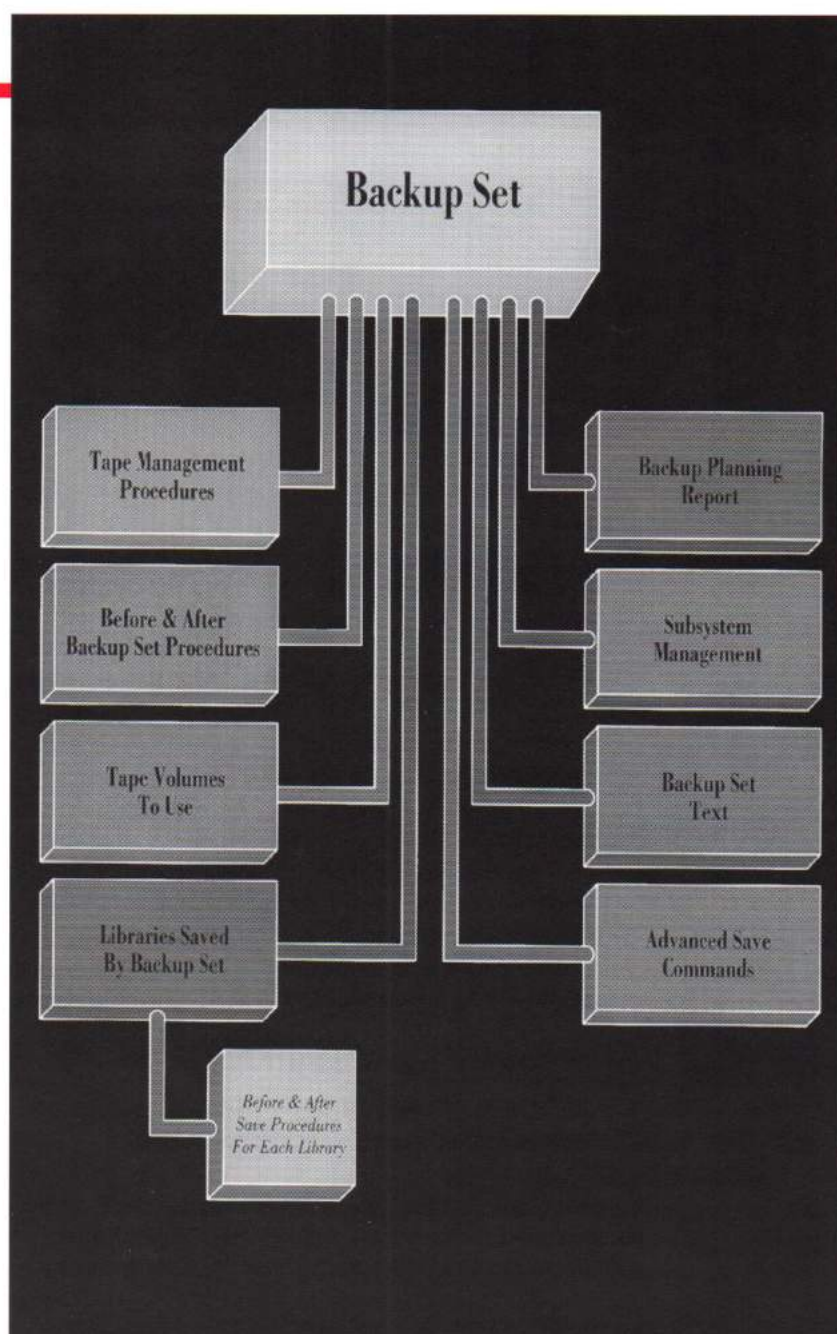 Backup Set
Tape Management
Procedures
Before & After
Backup Set Procedures
Tape Volumes
To Use
Libraries Saved
By Backup Set
Before & After
Save Procedures
For Each Library
Backup Planning
Report
Subsystem
Management
Backup Set
Text
Advanced Save
Commands